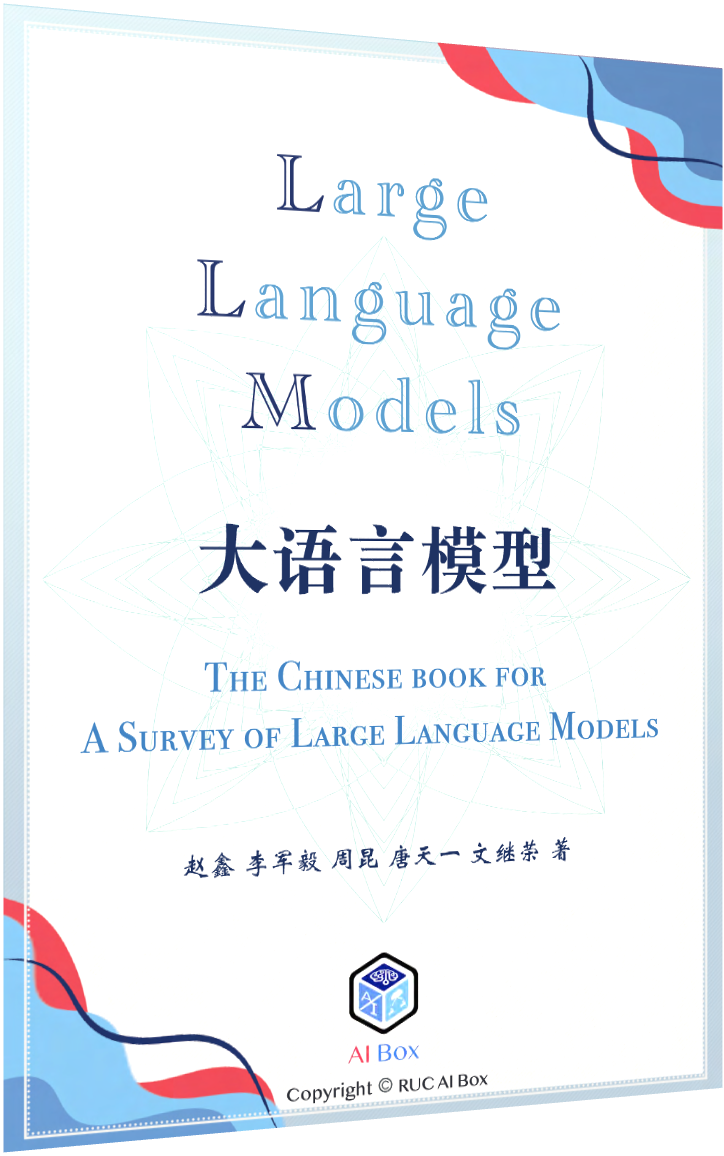 Large
Language
Models
大语言模型
THE CHINESE BOOK FOR
A SURVEY OF LARGE LANGUAGE MODELS
赵鑫 李军毅 周昆 唐天一 文继荣 著
A I
AI Box
Copyright © RUC AI Box